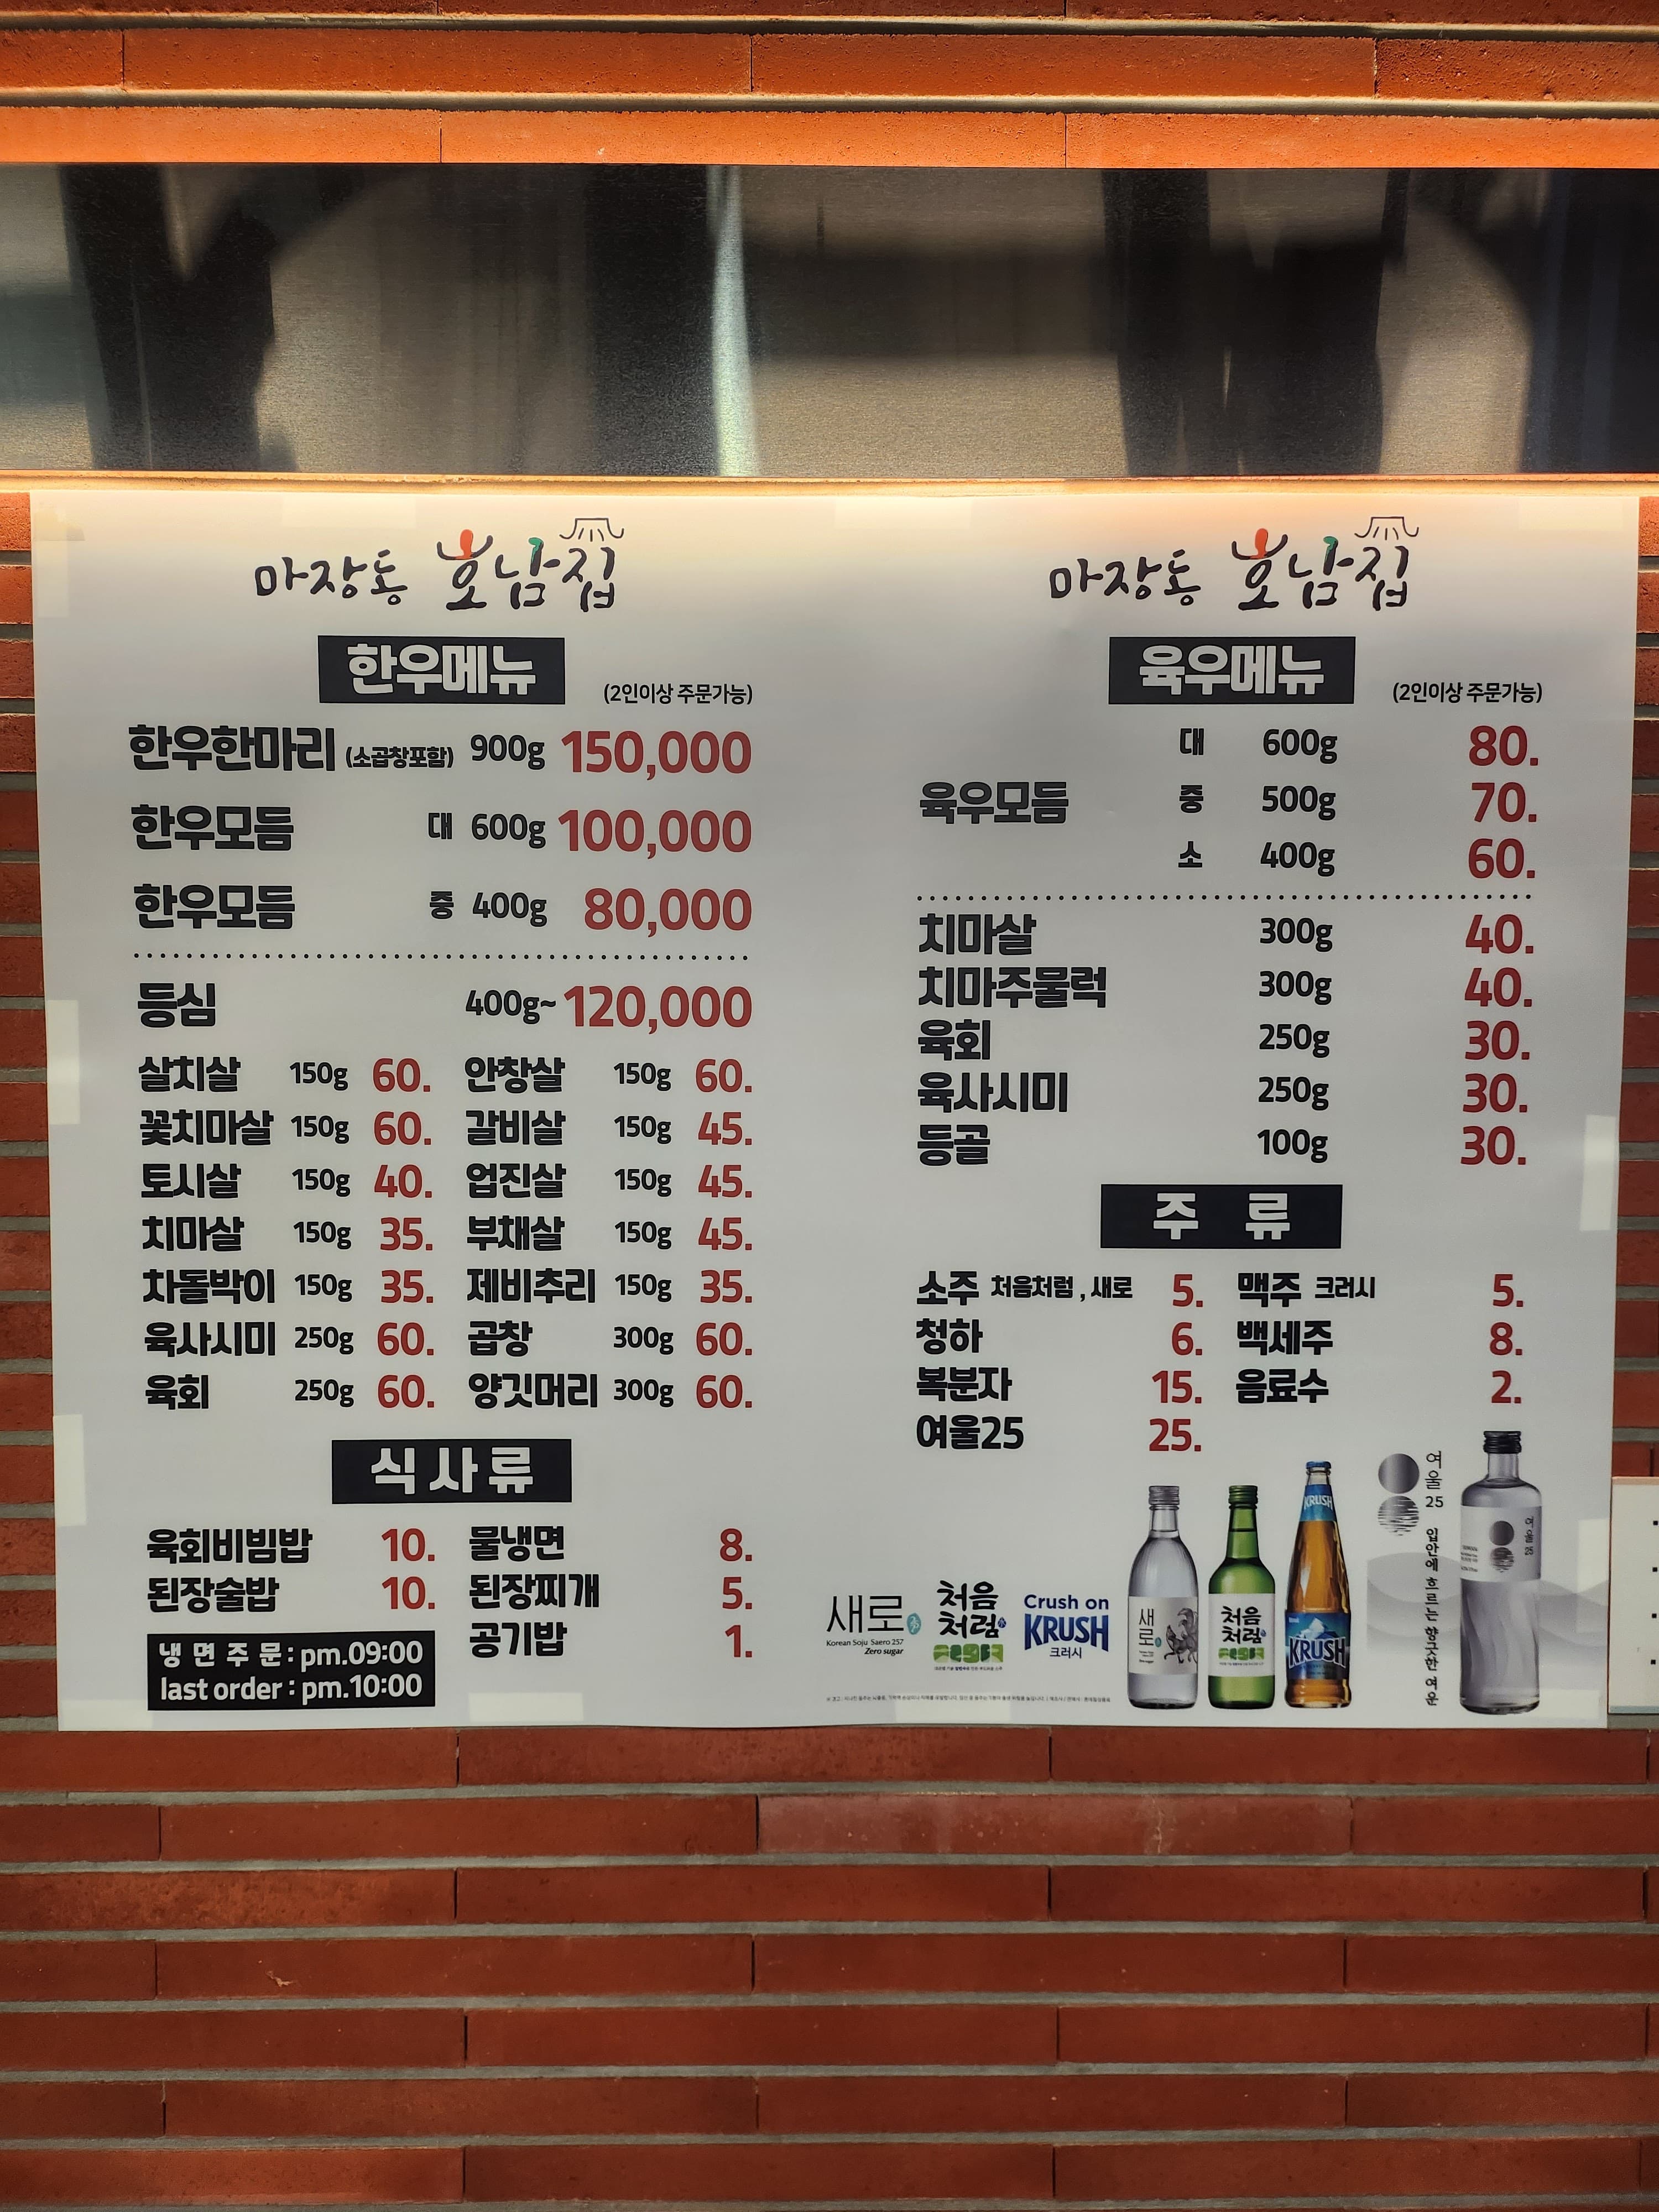 마장동 호남집
한우메뉴
(2인이상 주문가능)
한우한마리 (소곱창포함) 900g 150,000
한우모듬 대 600g 100,000
한우모듬 중 400g 80,000
등심 400g~ 120,000
살치살 150g 60. 안창살 150g 60.
꽃치마살 150g 60. 갈비살 150g 45.
토시살 150g 40. 업진살 150g 45.
치마살 150g 35. 부채살 150g 45.
차돌박이 150g 35. 제비추리 150g 35.
육사시미 250g 60. 곱창 300g 60.
육회 250g 60. 양깃머리 300g 60.
식사류
육회비빔밥 10. 물냉면 8.
된장술밥 10. 된장찌개 5.
공기밥 1.
냉 면 주 문 : pm.09:00
last order : pm.10:00
마장동 호남집
육우메뉴
(2인이상 주문가능)
대 600g 80.
육우모듬 중 500g 70.
소 400g 60.
치마살 300g 40.
치마주물럭 300g 40.
육회 250g 30.
육사시미 250g 30.
등골 100g 30.
주 류
소주 처음처럼 , 새로 5. 맥주 크러시 5.
청하 6. 백세주 8.
복분자 15. 음료수 2.
여울25 25.
새로
Korean Soju Saero 257
Zero sugar
처음
처럼
Crush on
KRUSH
크러시
새로
처음
처럼
KRUSH
KRUSH
여울25
입안에 흐르는 향긋한 여운
여울25